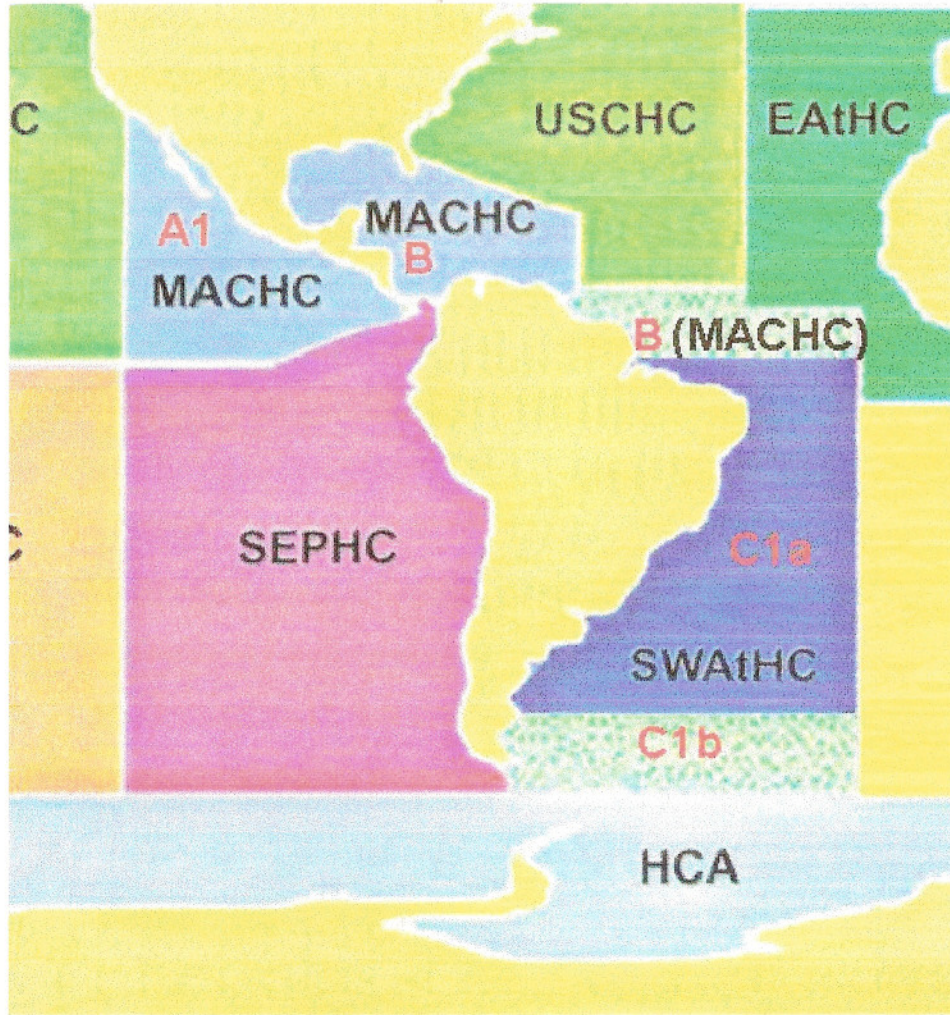 C
USCHC
EAtHC
MACHC
A1
B
MACHC
B (MACHC)
C
SEPHC
C1a
SWAtHC
C1b
HCA